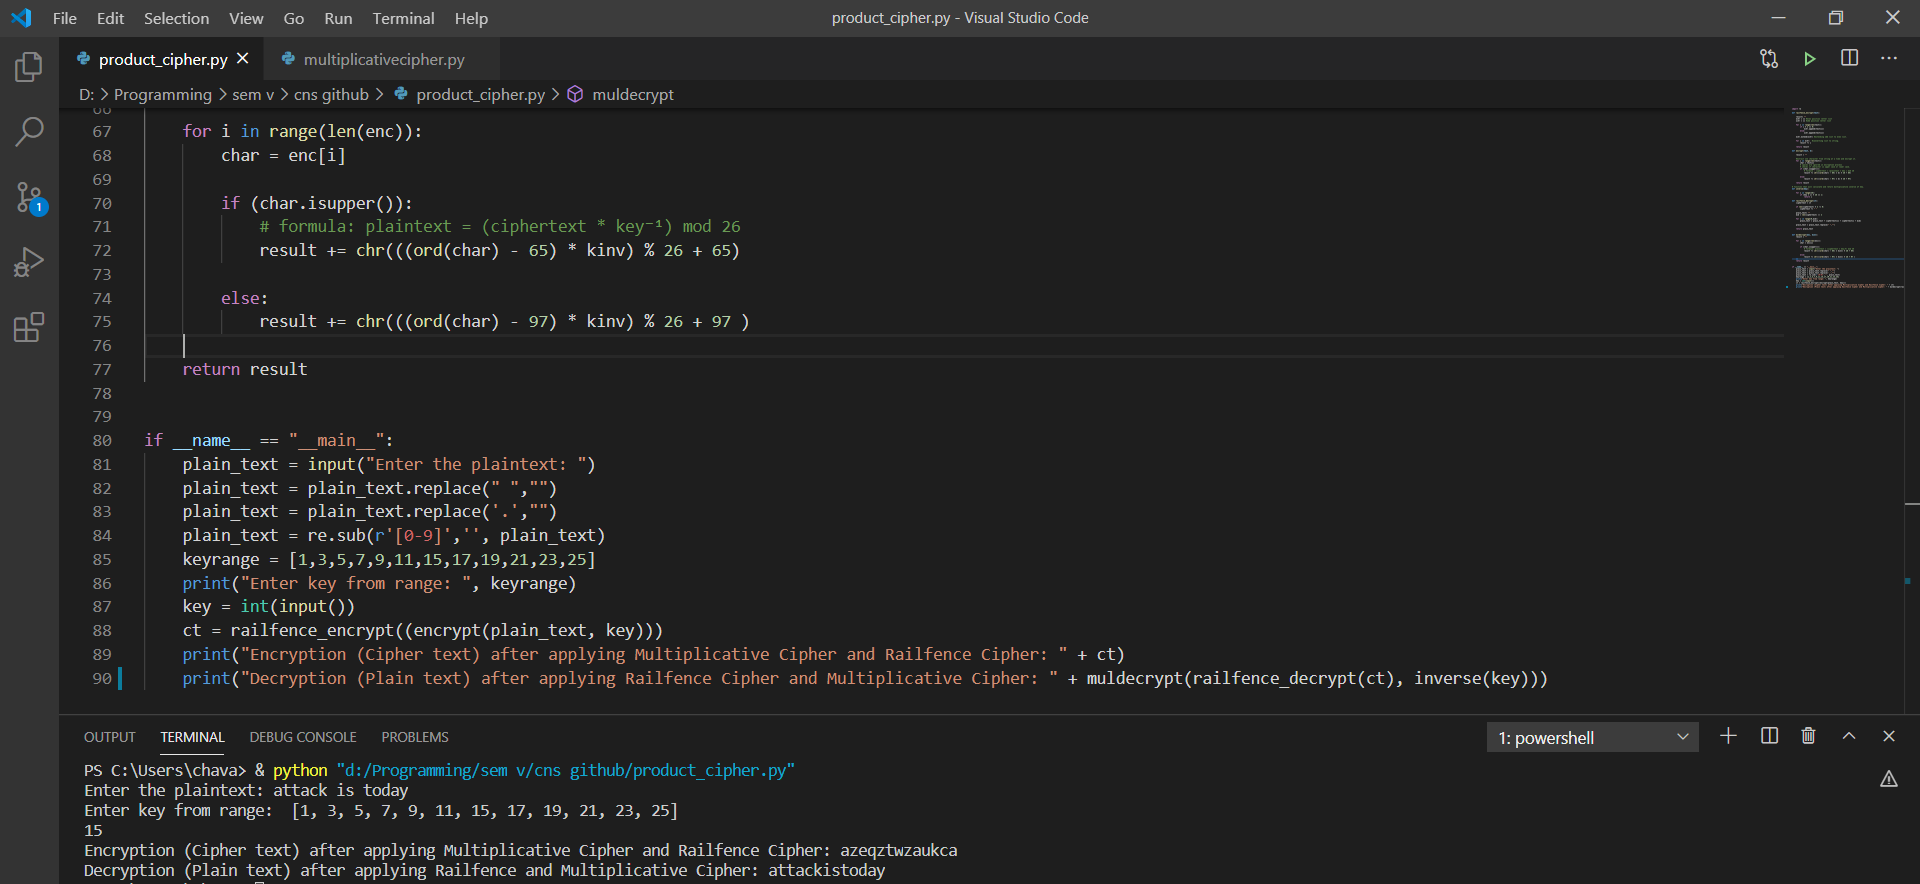 File Edit Selection View Go Run Terminal Help product_cipher.py - Visual Studio Code
product_cipher.py multiplicativecipher.py
D: > Programming > sem v > cns github > product_cipher.py > muldecrypt
66
67 for i in range(len(enc)):
68 char = enc[i]
69
70 if (char.isupper()):
71 # formula: plaintext = (ciphertext * key⁻¹) mod 26
72 result += chr(((ord(char) - 65) * kinv) % 26 + 65)
73
74 else:
75 result += chr(((ord(char) - 97) * kinv) % 26 + 97 )
76
77 return result
78
79
80 if __name__ == "__main__":
81 plain_text = input("Enter the plaintext: ")
82 plain_text = plain_text.replace(" ","")
83 plain_text = plain_text.replace('.',"")
84 plain_text = re.sub(r'[0-9]','', plain_text)
85 keyrange = [1,3,5,7,9,11,15,17,19,21,23,25]
86 print("Enter key from range: ", keyrange)
87 key = int(input())
88 ct = railfence_encrypt((encrypt(plain_text, key)))
89 print("Encryption (Cipher text) after applying Multiplicative Cipher and Railfence Cipher: " + ct)
90 print("Decryption (Plain text) after applying Railfence Cipher and Multiplicative Cipher: " + muldecrypt(railfence_decrypt(ct), inverse(key)))
1
OUTPUT TERMINAL DEBUG CONSOLE PROBLEMS 1: powershell
PS C:\Users\chava> & python "d:/Programming/sem v/cns github/product_cipher.py"
Enter the plaintext: attack is today
Enter key from range:  [1, 3, 5, 7, 9, 11, 15, 17, 19, 21, 23, 25]
15
Encryption (Cipher text) after applying Multiplicative Cipher and Railfence Cipher: azeqztwzaukca
Decryption (Plain text) after applying Railfence and Multiplicative Cipher: attackistoday